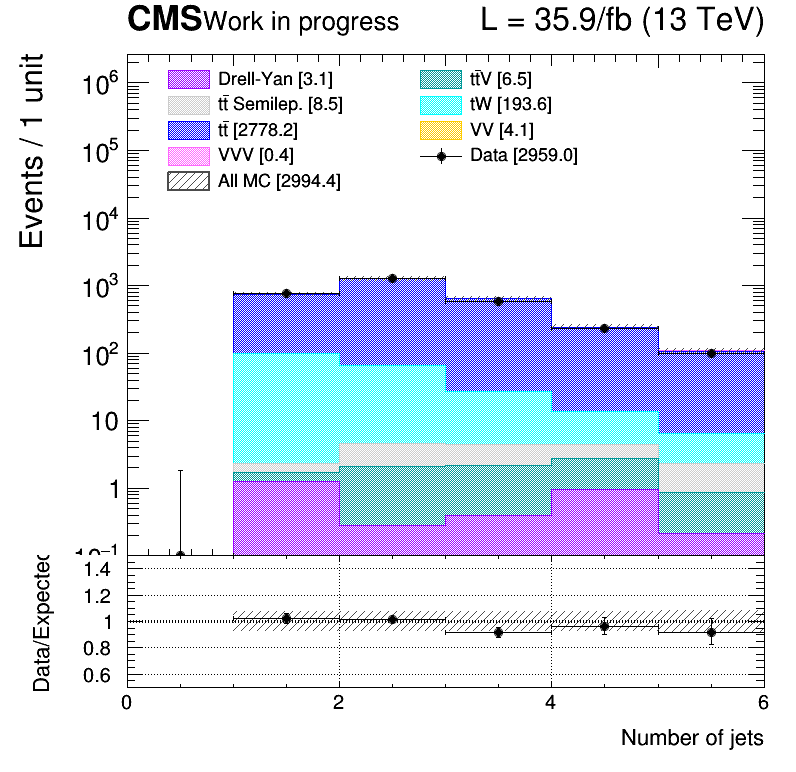 CMS Work in progress L = 35.9/fb (13 TeV)
Events / 1 unit
Drell-Yan [3.1]
tt̄ Semilep. [8.5]
tt̄ [2778.2]
VVV [0.4]
All MC [2994.4]
tt̄V [6.5]
tW [193.6]
VV [4.1]
Data [2959.0]
10⁶
10⁵
10⁴
10³
10²
10
1
10⁻¹
Data/Expected
1.4
1.2
1
0.8
0.6
0 2 4 6
Number of jets